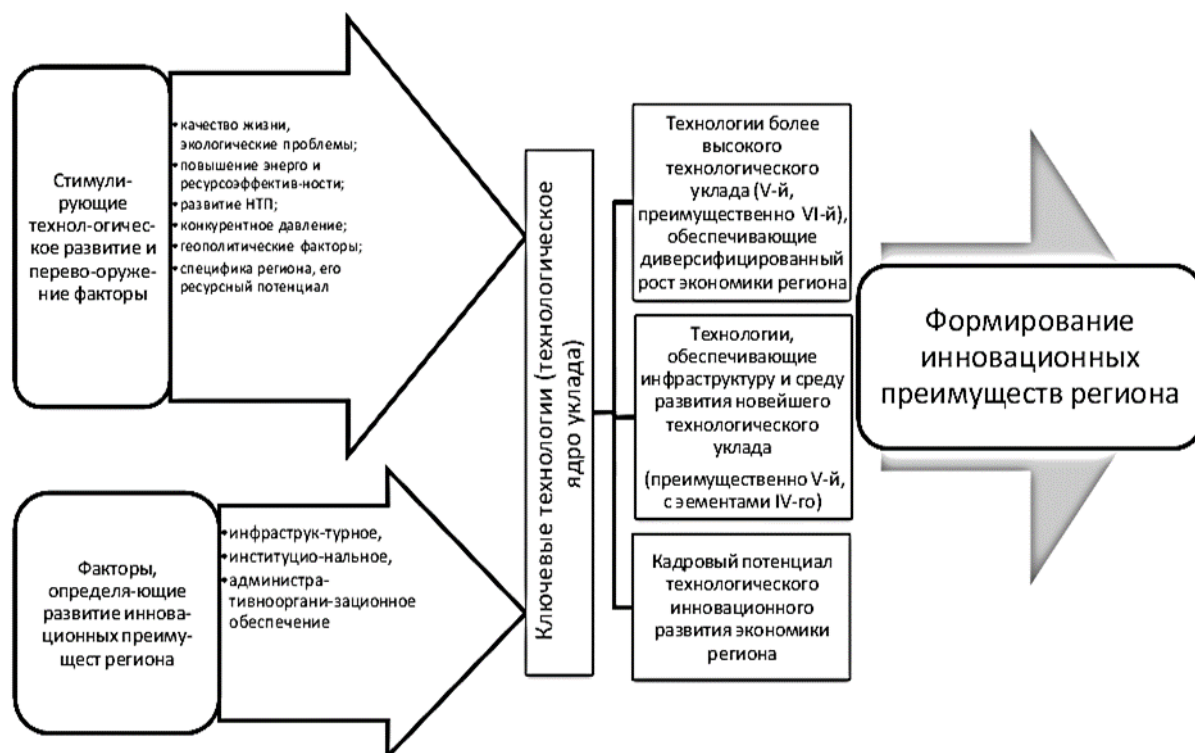 Стимули-
рующие
технол-огичес-
кое развитие и
перево-оруже-
ние факторы
•качество жизни,
экологические проблемы;
•повышение энерго и
ресурсоэффектив-ности;
•развитие НТП;
•конкурентное давление;
•геополитические факторы;
•специфика региона, его
ресурсный потенциал
Факторы,
определя-ющие
развитие иннова-
ционных преиму-
щест региона
•инфраструк-турное,
•институцио-нальное,
•администра-
тивнооргани-зационное
обеспечение
Ключевые технологии (технологическое
ядро уклада)
Технологии более
высокого
технологического
уклада (V-й,
преимущественно VI-й),
обеспечивающие
диверсифицированный
рост экономики региона
Технологии,
обеспечивающие
инфраструктуру и среду
развития новейшего
технологического
уклада
(преимущественно V-й,
с эементами IV-го)
Кадровый потенциал
технологического
инновационного
развития экономики
региона
Формирование
инновационных
преимуществ региона